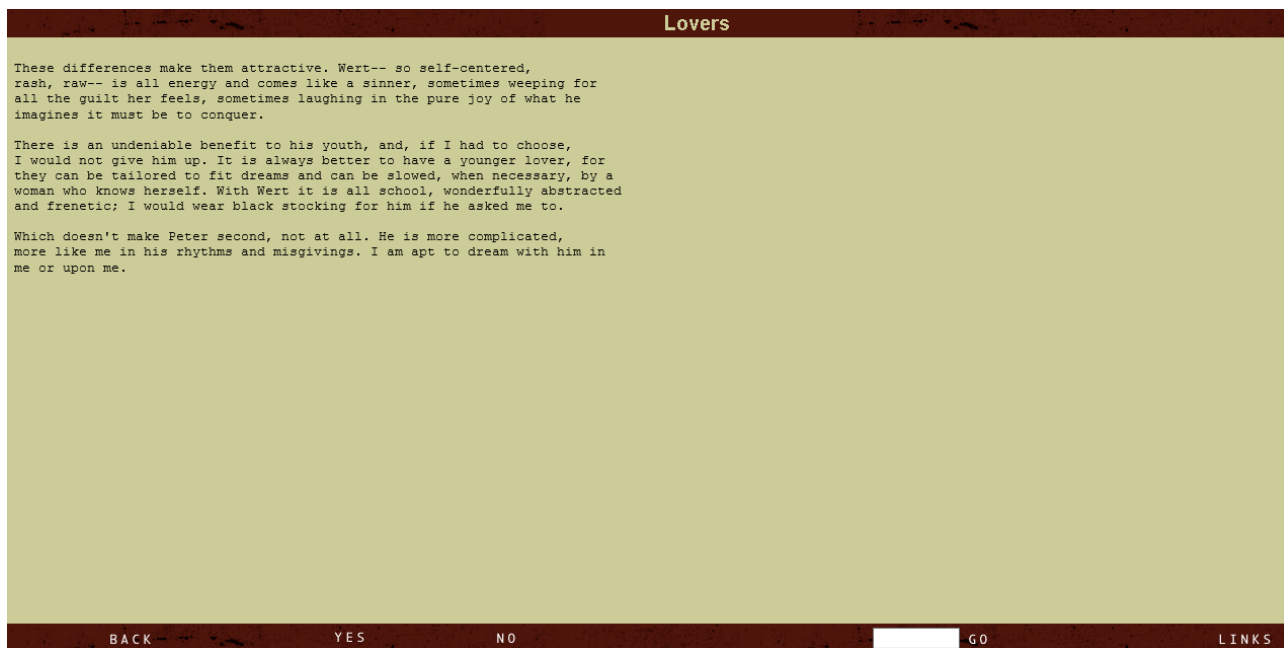 Lovers
These differences make them attractive. Wert-- so self-centered,
rash, raw-- is all energy and comes like a sinner, sometimes weeping for
all the guilt her feels, sometimes laughing in the pure joy of what he
imagines it must be to conquer.
There is an undeniable benefit to his youth, and, if I had to choose,
I would not give him up. It is always better to have a younger lover, for
they can be tailored to fit dreams and can be slowed, when necessary, by a
woman who knows herself. With Wert it is all school, wonderfully abstracted
and frenetic; I would wear black stocking for him if he asked me to.
Which doesn't make Peter second, not at all. He is more complicated,
more like me in his rhythms and misgivings. I am apt to dream with him in
me or upon me.
BACK YES NO GO LINKS